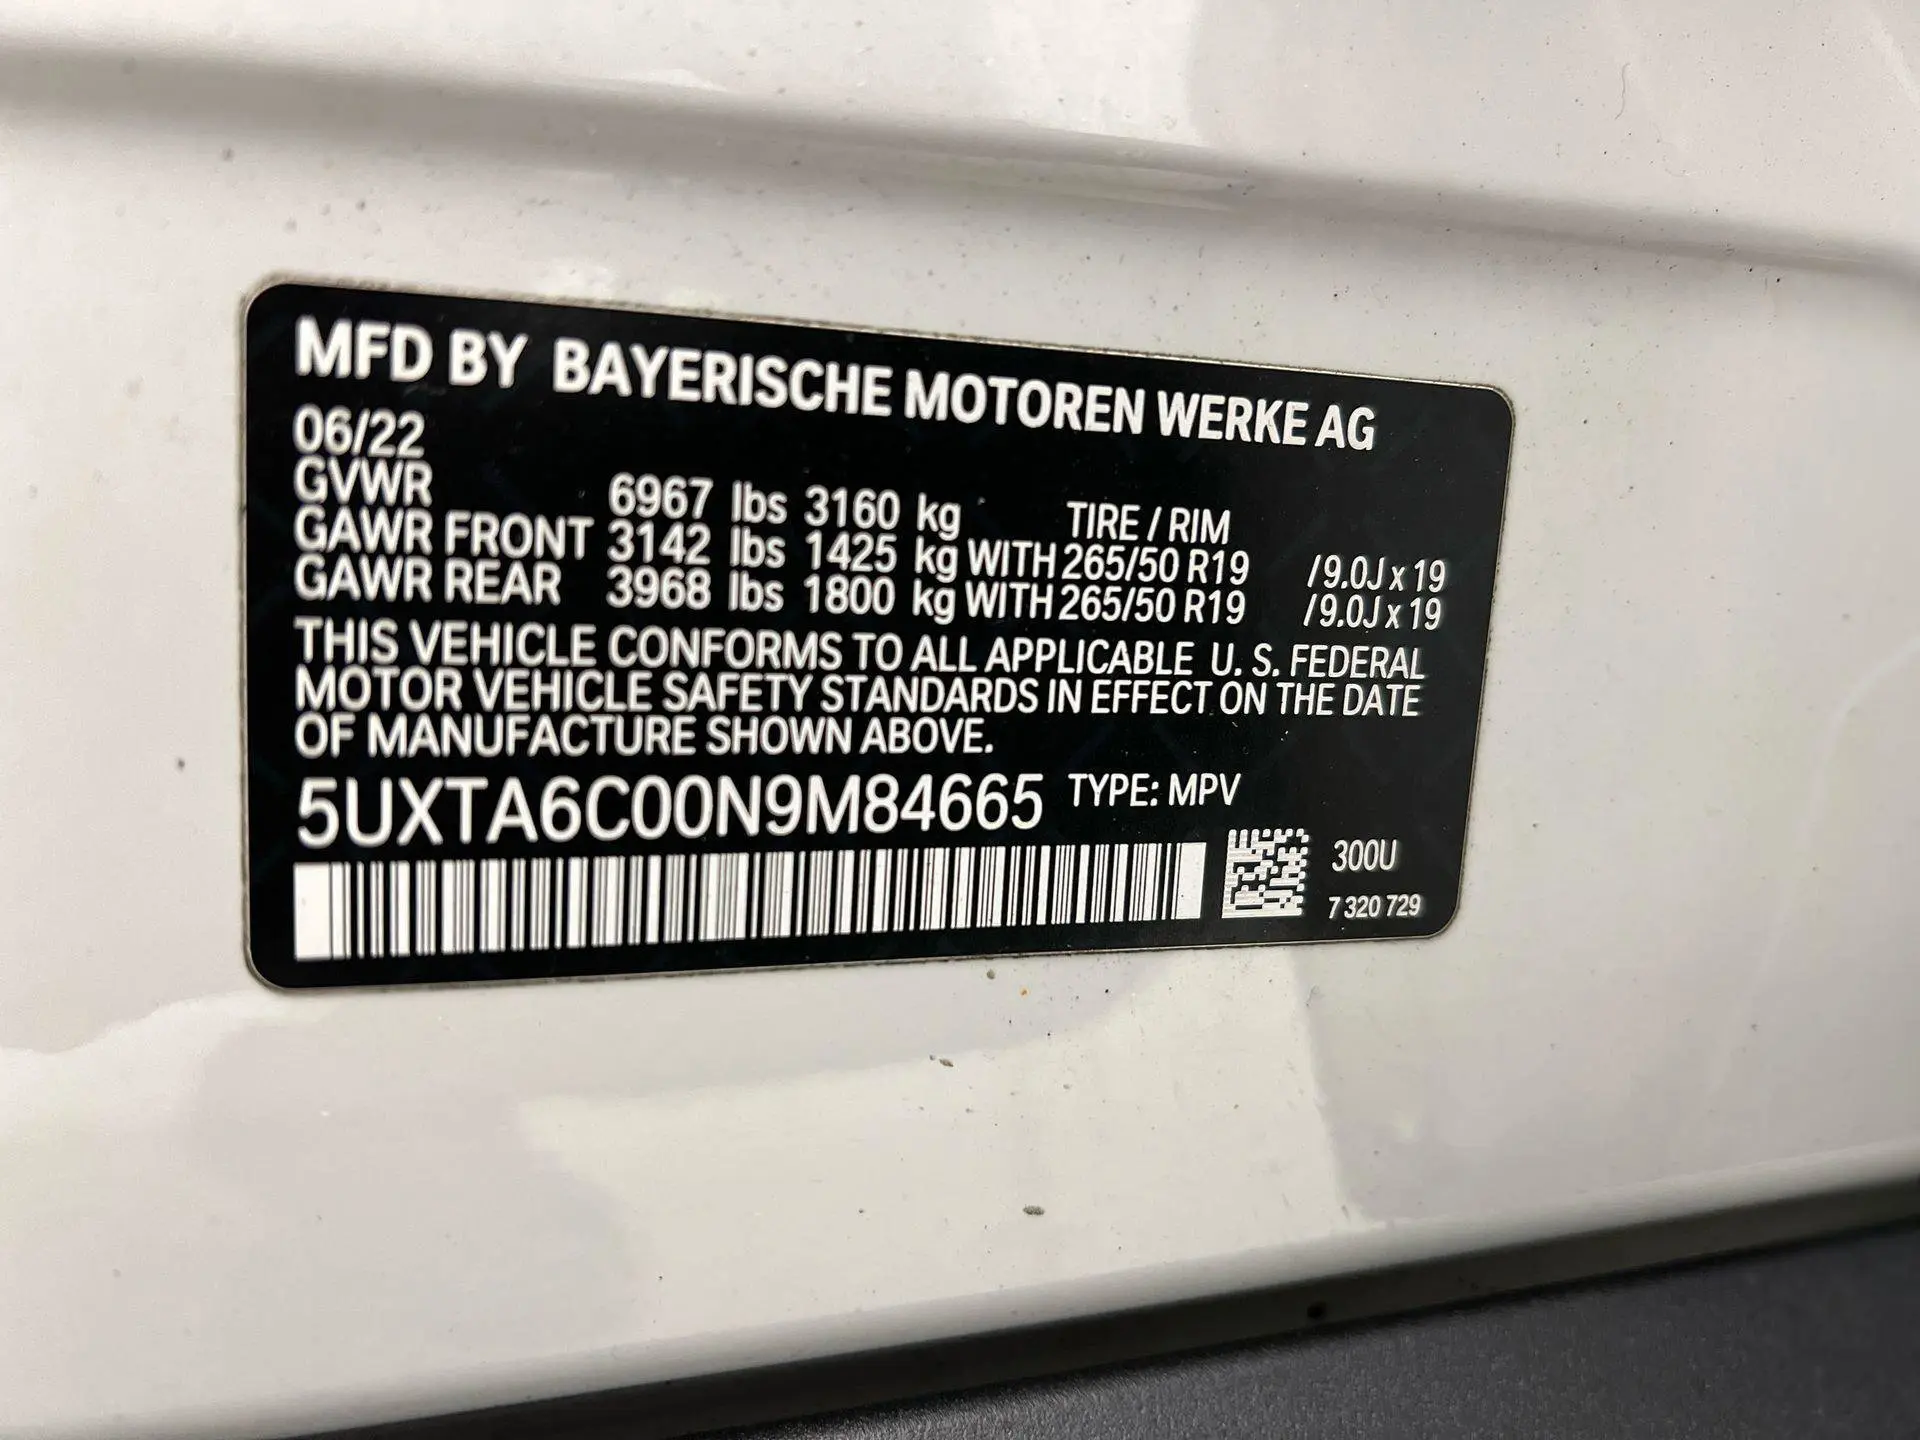 MFD BY BAYERISCHE MOTOREN WERKE AG
06/22
GVWR 6967 lbs 3160 kg TIRE / RIM
GAWR FRONT 3142 lbs 1425 kg WITH 265/50 R19 /9.0J x 19
GAWR REAR 3968 lbs 1800 kg WITH 265/50 R19 /9.0J x 19
THIS VEHICLE CONFORMS TO ALL APPLICABLE U. S. FEDERAL
MOTOR VEHICLE SAFETY STANDARDS IN EFFECT ON THE DATE
OF MANUFACTURE SHOWN ABOVE.
5UXTA6C00N9M84665 TYPE: MPV
300U
7 320 729